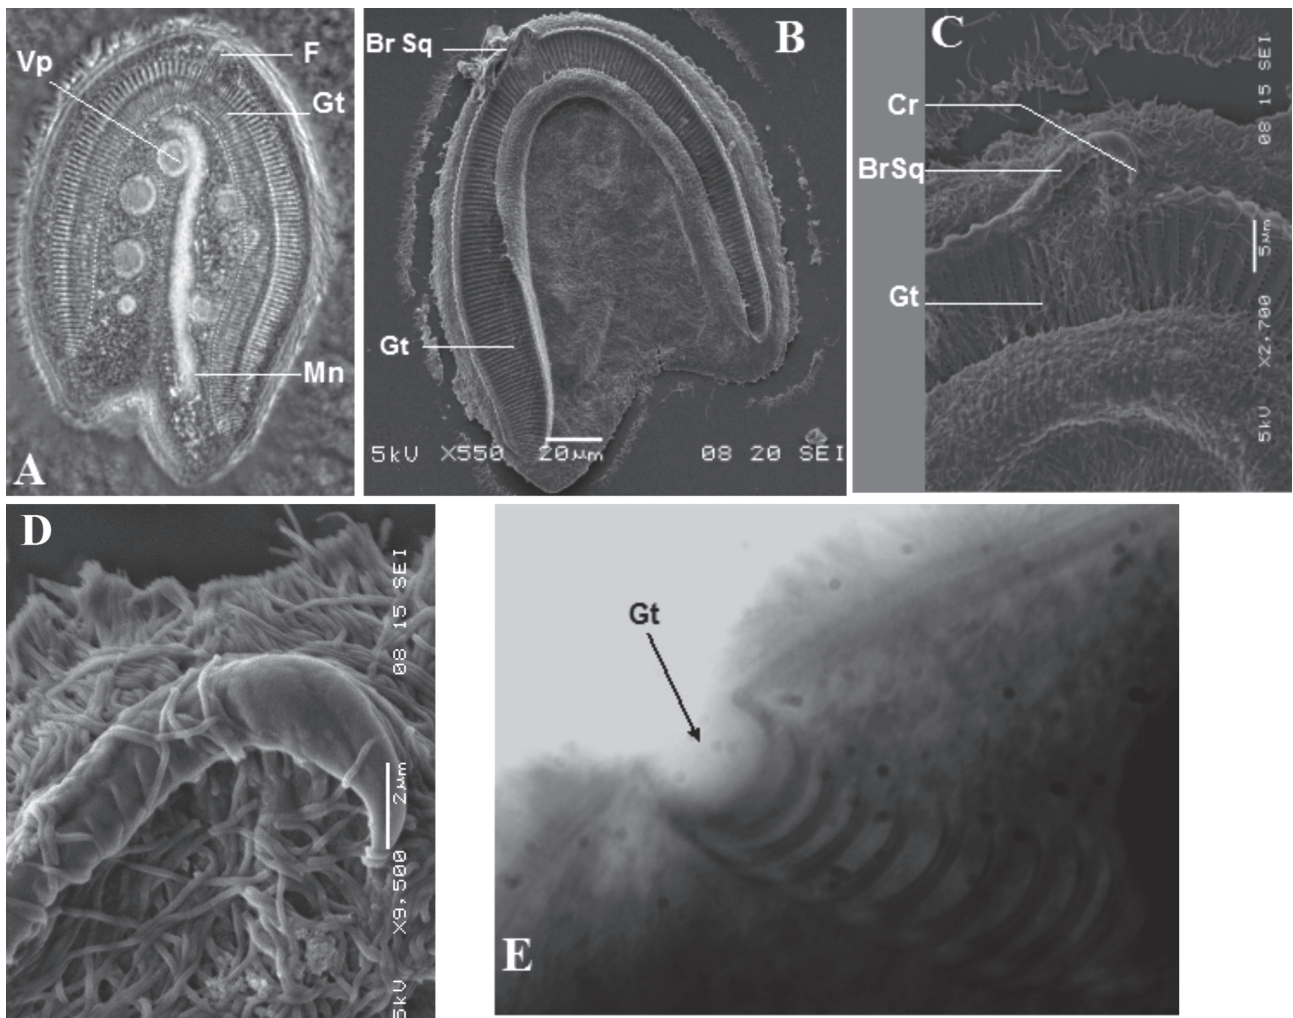 A
Vp
F
Gt
Mn
B
Br Sq
Gt
5kV X550 20µm 08 20 SEI
C
Cr
BrSq
Gt
5kV X2,700 5µm 08 15 SEI
D
5kV X9,500 2µm 08 15 SEI
E
Gt